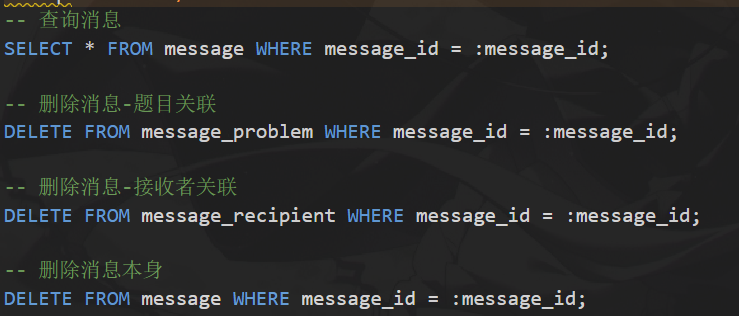 -- 查询消息
SELECT * FROM message WHERE message_id = :message_id;
-- 删除消息-题目关联
DELETE FROM message_problem WHERE message_id = :message_id;
-- 删除消息-接收者关联
DELETE FROM message_recipient WHERE message_id = :message_id;
-- 删除消息本身
DELETE FROM message WHERE message_id = :message_id;